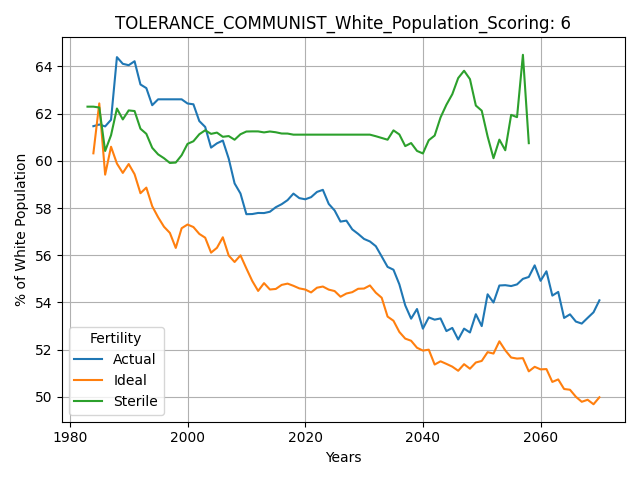 TOLERANCE_COMMUNIST_White_Population_Scoring: 6
% of White Population
64
62
60
58
56
54
52
50
Fertility
Actual
Ideal
Sterile
1980
2000
2020
2040
2060
Years